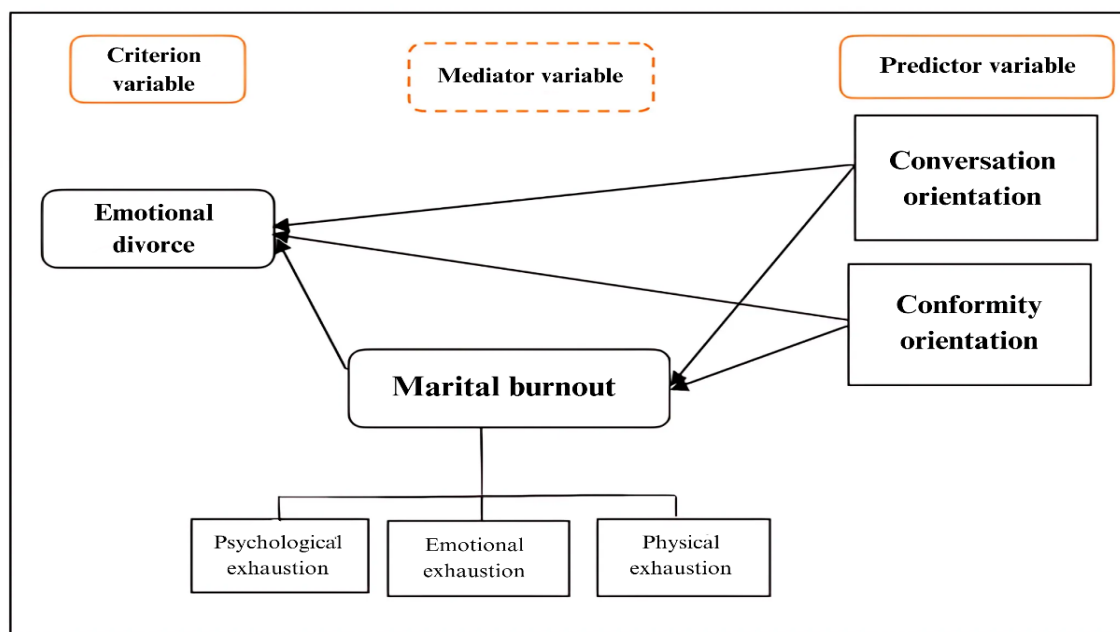 Criterion
variable
Mediator variable
Predictor variable
Conversation
orientation
Emotional
divorce
Conformity
orientation
Marital burnout
Psychological
exhaustion
Emotional
exhaustion
Physical
exhaustion